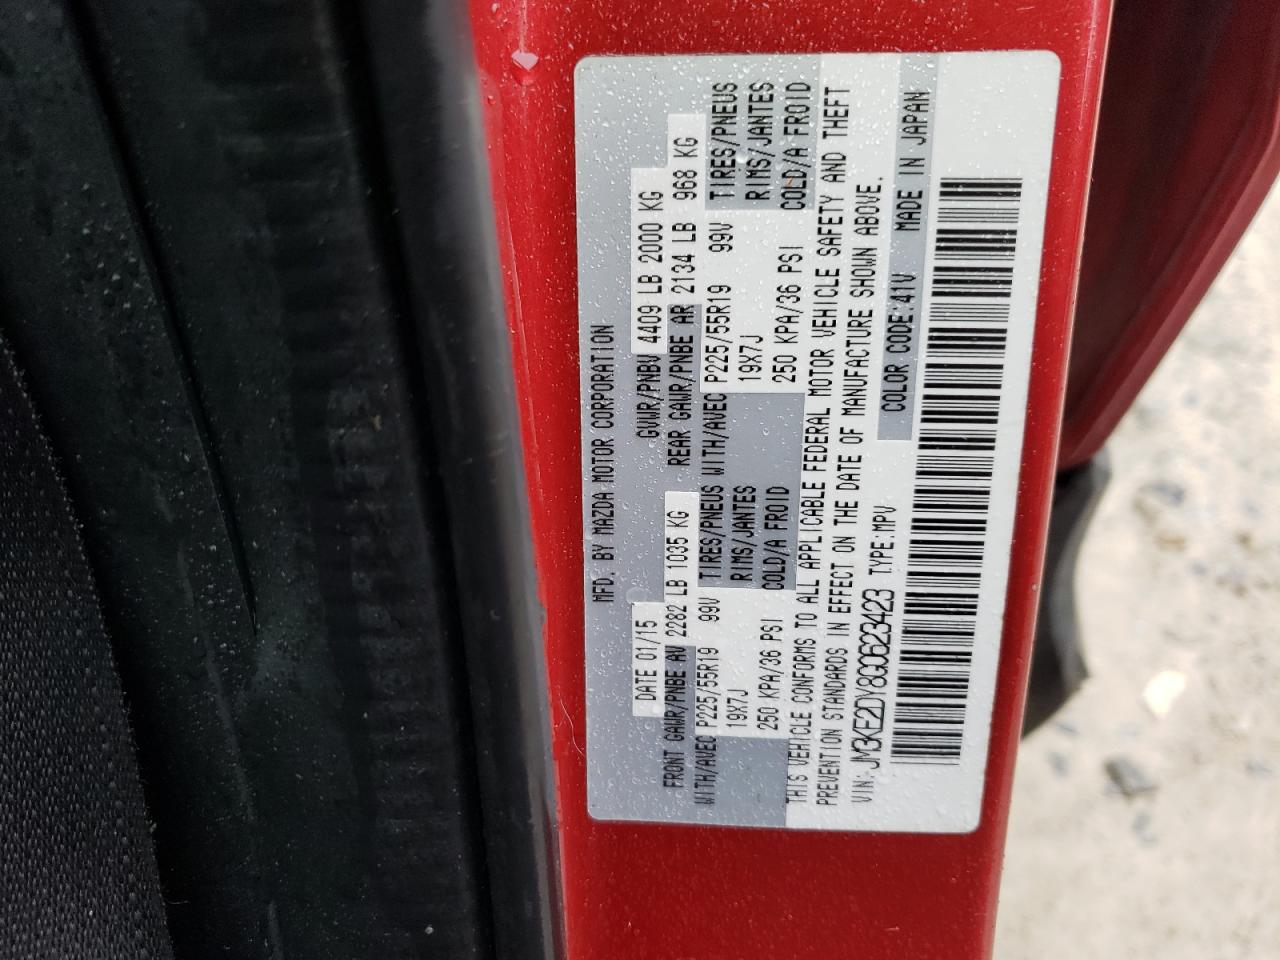 MFD. BY MAZDA MOTOR CORPORATION
DATE 01/15 GVWR/PNBV 4409 LB 2000 KG
FRONT GAWR/PNBE AV 2282 LB 1035 KG REAR GAWR/PNBE AR 2134 LB 968 KG
WITH/AVEC P225/55R19 99V TIRES/PNEUS WITH/AVEC P225/55R19 99V TIRES/PNEUS
19X7J RIMS/JANTES 19X7J RIMS/JANTES
250 KPA/36 PSI COLD/A FROID 250 KPA/36 PSI COLD/A FROID
THIS VEHICLE CONFORMS TO ALL APPLICABLE FEDERAL MOTOR VEHICLE SAFETY AND THEFT
PREVENTION STANDARDS IN EFFECT ON THE DATE OF MANUFACTURE SHOWN ABOVE.
VIN: JM3KE2DY8G0623423 TYPE:MPV COLOR CODE:41V MADE IN JAPAN